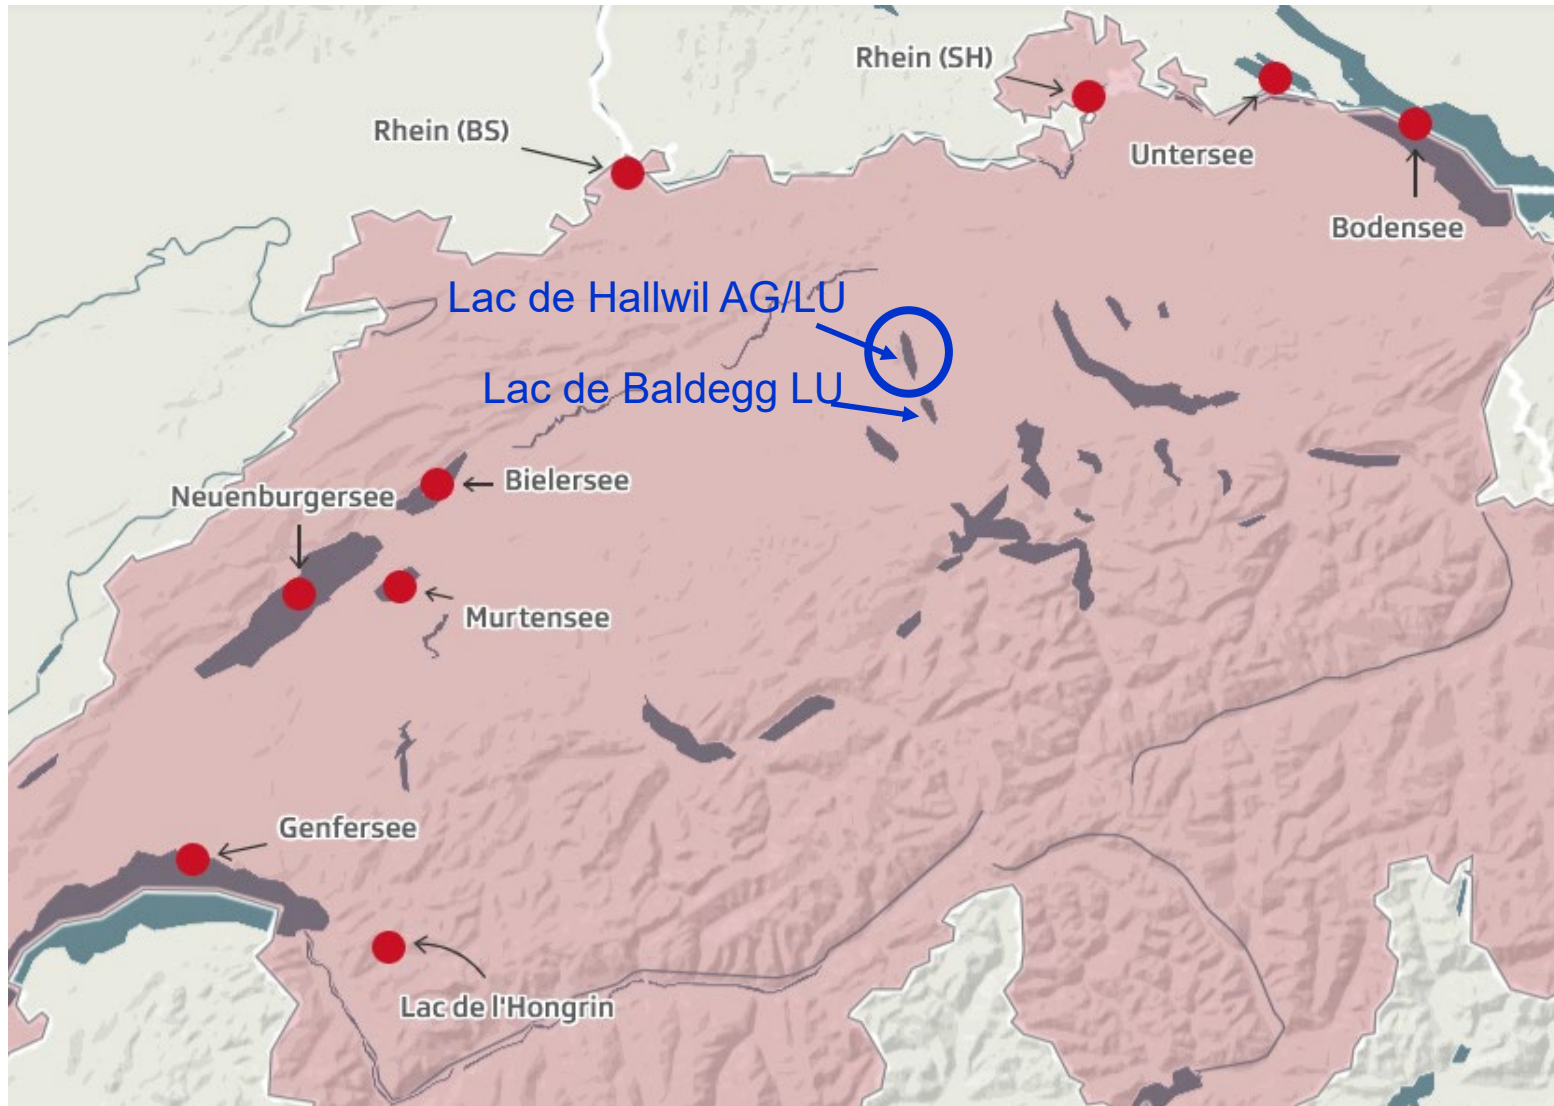 Rhein (SH)
Rhein (BS)
Untersee
Bodensee
Lac de Hallwil AG/LU
Lac de Baldegg LU
Bielersee
Neuenburgersee
Murtensee
Genfersee
Lac de l'Hongrin